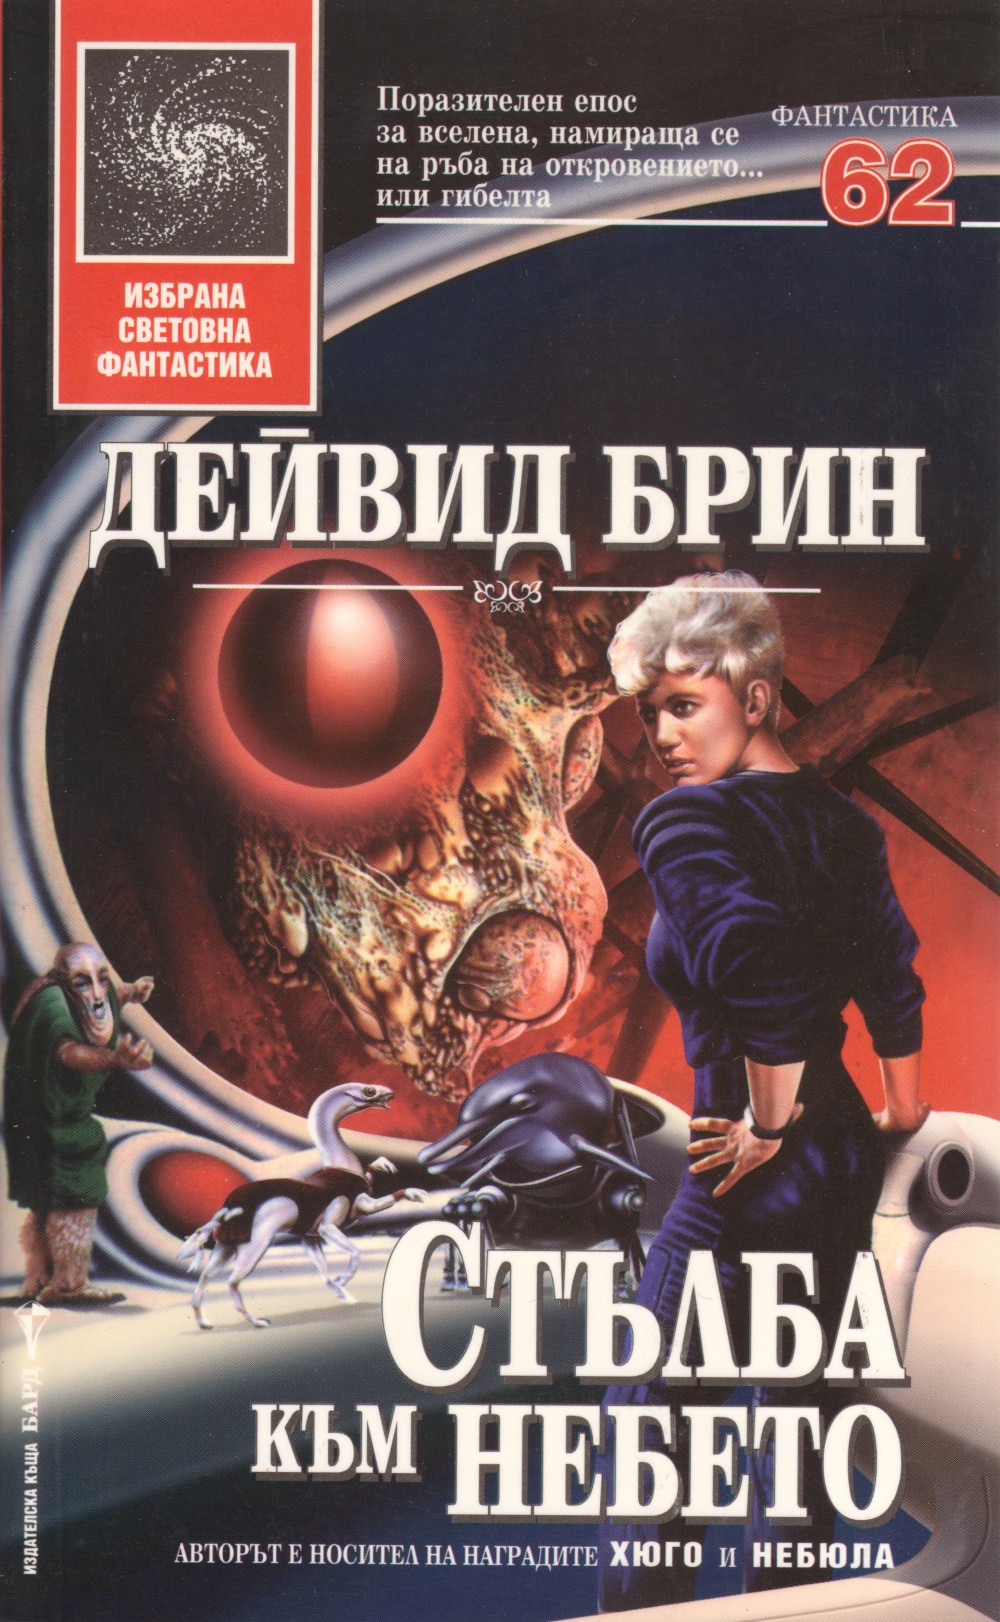 Поразителен епос
за вселена, намираща се
на ръба на откровението...
или гибелта
ФАНТАСТИКА
62
ИЗБРАНА
СВЕТОВНА
ФАНТАСТИКА
ДЕЙВИД БРИН
СТЪЛБА
КЪМ НЕБЕТО
АВТОРЪТ Е НОСИТЕЛ НА НАГРАДИТЕ ХЮГО И НЕБЮЛА
ИЗДАТЕЛСКА КЪЩА БАРД